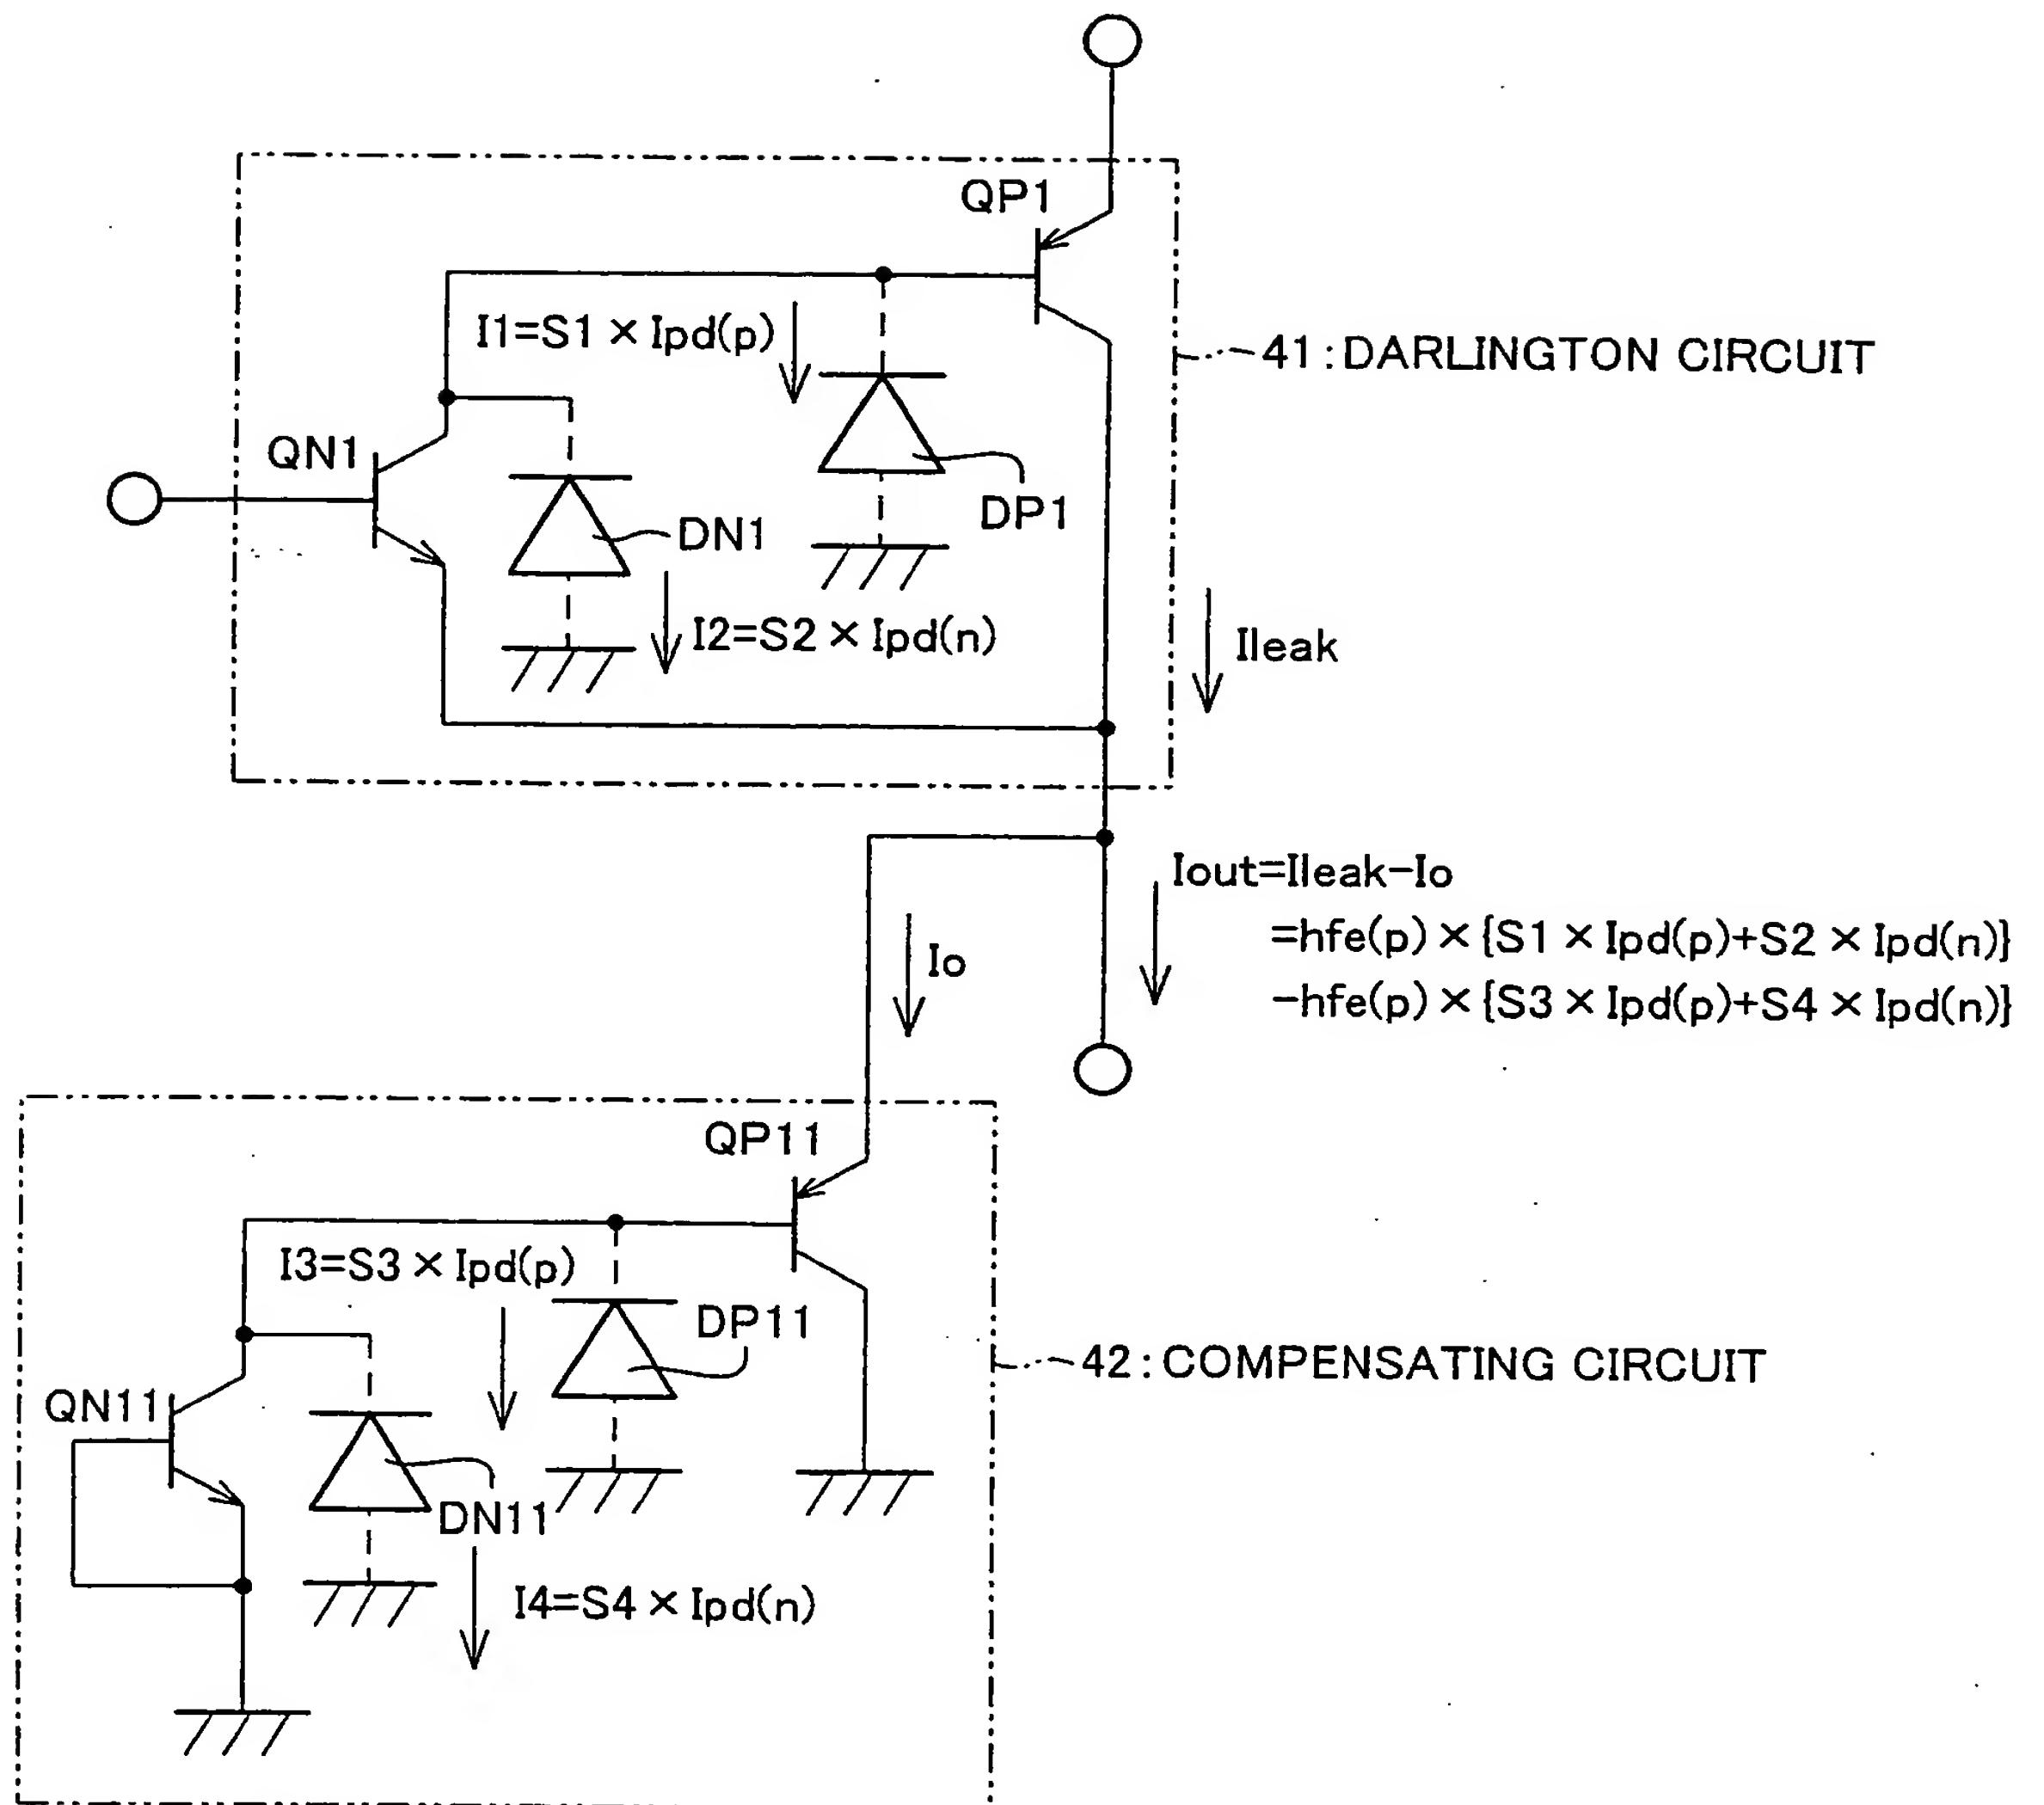 QP1
I1=S1×Ipd(p)
41:DARLINGTON CIRCUIT
QN1
DP1
DN1
I2=S2×Ipd(n)
Ileak
Iout=Ileak-Io
=hfe(p)×{S1×Ipd(p)+S2×Ipd(n)}
-hfe(p)×{S3×Ipd(p)+S4×Ipd(n)}
Io
QP11
I3=S3×Ipd(p)
DP11
42:COMPENSATING CIRCUIT
QN11
DN11
I4=S4×Ipd(n)